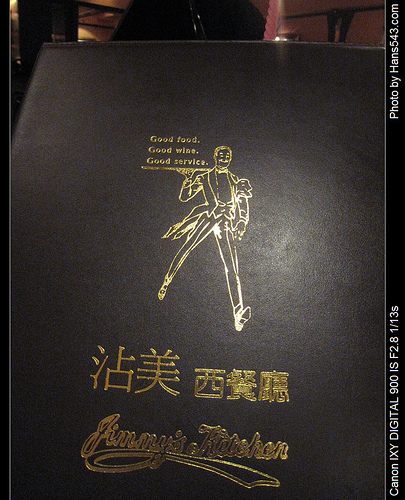 Good food.
Good wine.
Good service.
沾美 西餐廳
Jimmy's Kitchen
Photo by Hans543.com
Canon IXY DIGITAL 900 IS F2.8 1/13s